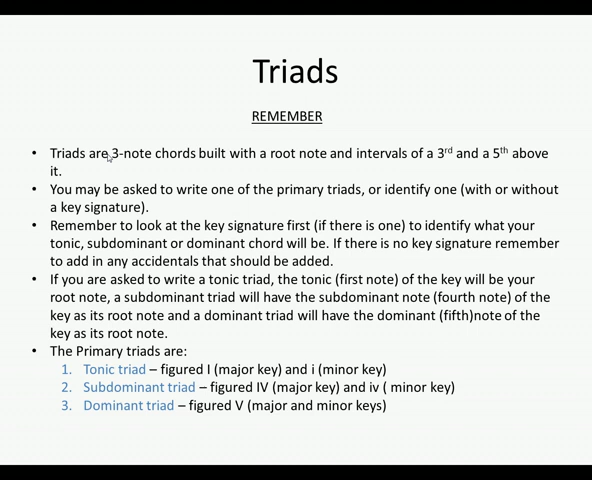 Triads
REMEMBER
• Triads are 3-note chords built with a root note and intervals of a 3rd and a 5th above
it.
• You may be asked to write one of the primary triads, or identify one (with or without
a key signature).
• Remember to look at the key signature first (if there is one) to identify what your
tonic, subdominant or dominant chord will be. If there is no key signature remember
to add in any accidentals that should be added.
• If you are asked to write a tonic triad, the tonic (first note) of the key will be your
root note, a subdominant triad will have the subdominant note (fourth note) of the
key as its root note and a dominant triad will have the dominant (fifth)note of the
key as its root note.
• The Primary triads are:
1. Tonic triad – figured I (major key) and i (minor key)
2. Subdominant triad – figured IV (major key) and iv ( minor key)
3. Dominant triad – figured V (major and minor keys)